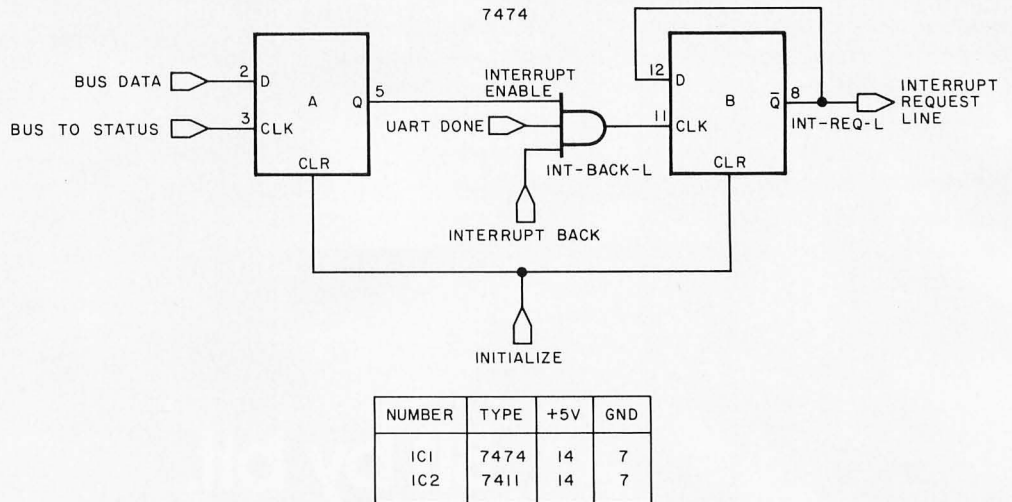 7474
BUS DATA
2
D
A
Q
5
BUS TO STATUS
3
CLK
CLR
INTERRUPT
ENABLE
UART DONE
INT-BACK-L
INTERRUPT BACK
12
D
B
Q̅
8
11
CLK
CLR
INT-REQ-L
INTERRUPT
REQUEST
LINE
INITIALIZE
NUMBER TYPE +5V GND
IC1 7474 14 7
IC2 7411 14 7